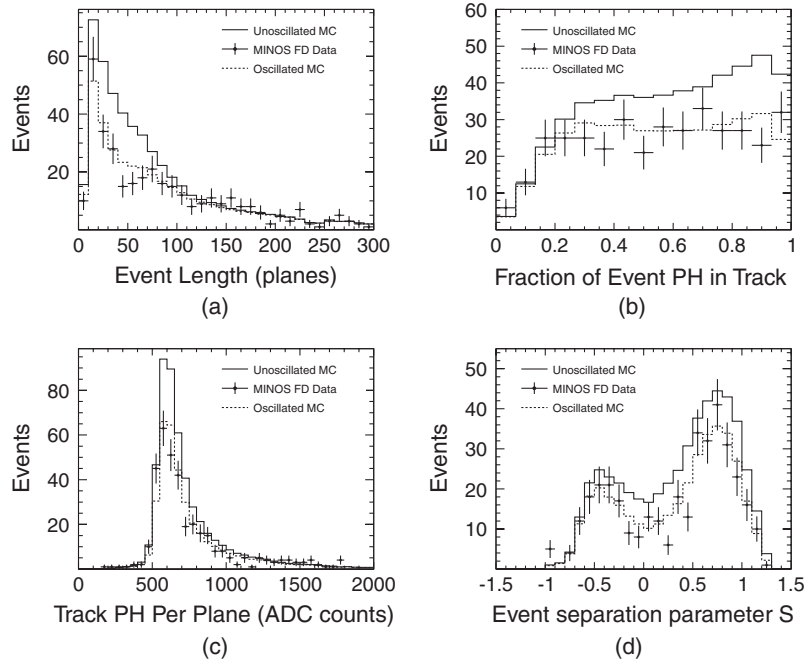 Events
60
40
20
Unoscillated MC
MINOS FD Data
Oscillated MC
0 50 100 150 200 250 300
Event Length (planes)
(a)
Events
60
50
40
30
20
10
Unoscillated MC
MINOS FD Data
Oscillated MC
0 0.2 0.4 0.6 0.8 1
Fraction of Event PH in Track
(b)
Events
80
60
40
20
Unoscillated MC
MINOS FD Data
Oscillated MC
0 500 1000 1500 2000
Track PH Per Plane (ADC counts)
(c)
Events
50
40
30
20
10
Unoscillated MC
MINOS FD Data
Oscillated MC
-1.5 -1 -0.5 0 0.5 1 1.5
Event separation parameter S
(d)